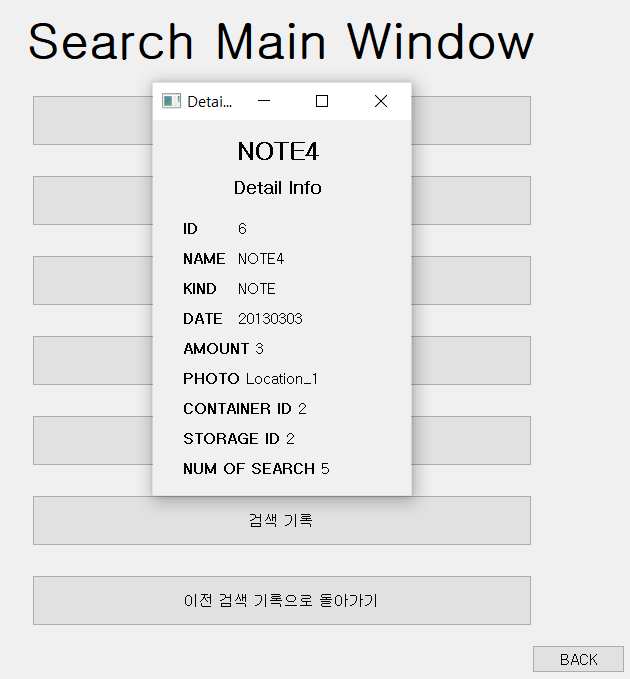 Search Main Window
Detai...
NOTE4
Detail Info
ID 6
NAME NOTE4
KIND NOTE
DATE 20130303
AMOUNT 3
PHOTO Location_1
CONTAINER ID 2
STORAGE ID 2
NUM OF SEARCH 5
검색 기록
이전 검색 기록으로 돌아가기
BACK